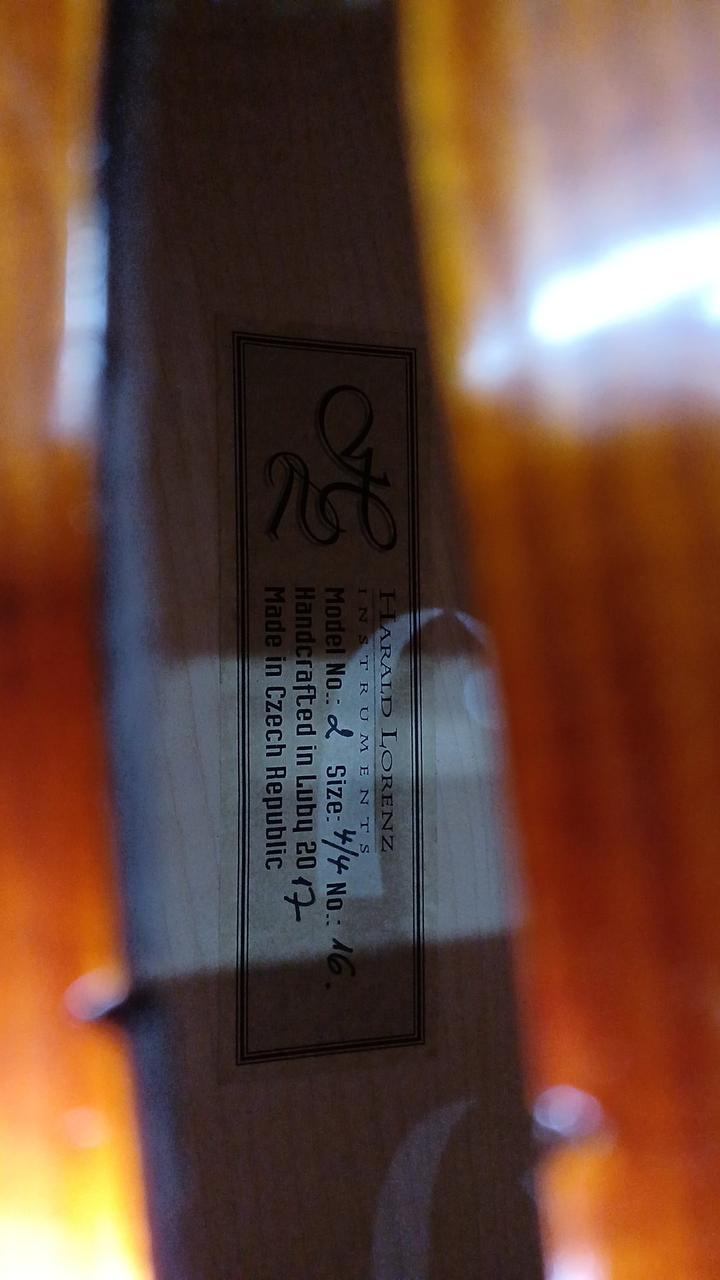 HL
HARALD LORENZ
INSTRUMENTS
Model No.: 2 Size: 4/4 No.: 16.
Handcrafted in Luby 2017
Made in Czech Republic